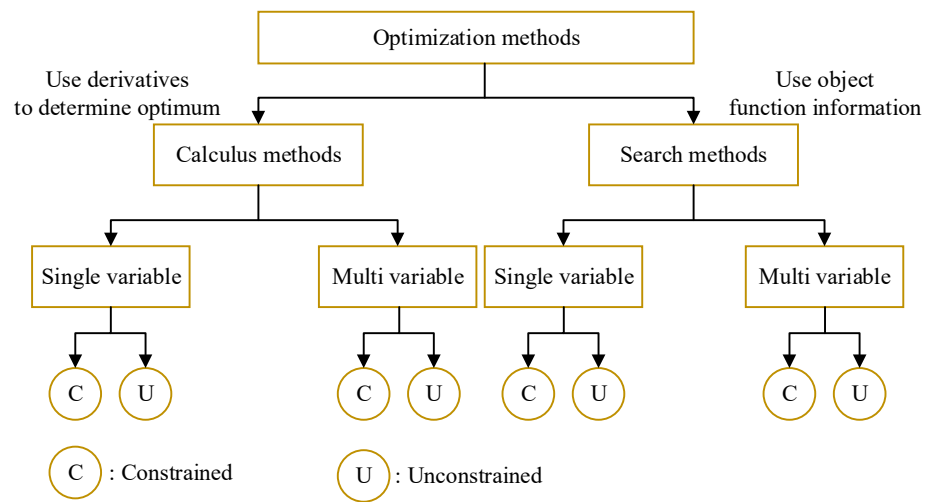 Optimization methods
Use derivatives
to determine optimum
Use object
function information
Calculus methods
Search methods
Single variable
Multi variable
Single variable
Multi variable
C
U
C
U
C
U
C
U
C : Constrained
U : Unconstrained